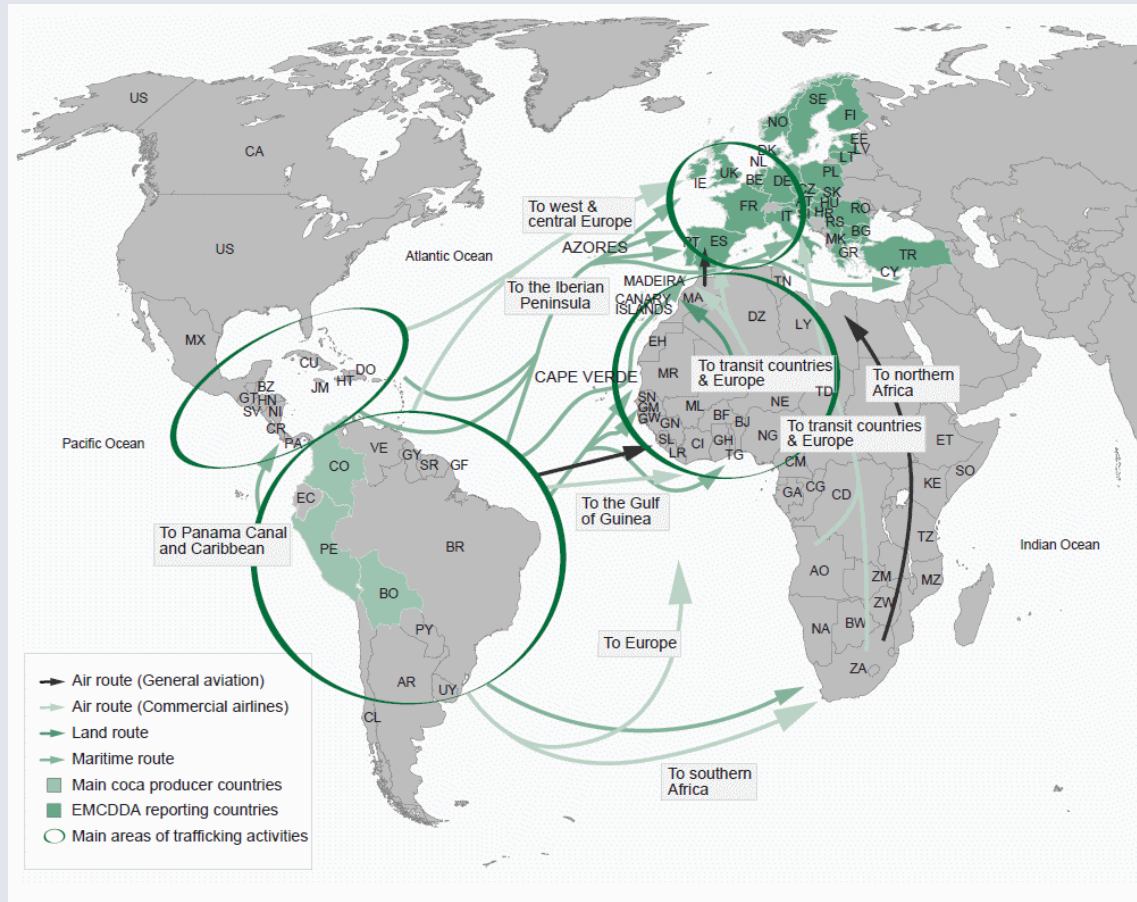 US
CA
US
MX
CU
DO
HT
JM
BZ
GT
HN
SV
NI
CR
PA
Atlantic Ocean
Pacific Ocean
To west &
central Europe
AZORES
To the Iberian
Peninsula
MADEIRA
CANARY
ISLANDS
CAPE VERDE
SE
FI
NO
EE
LV
LT
DK
NL
IE
UK
BE
DE
PL
CZ
SK
AT
HU
FR
IT
HR
RO
RS
BG
MK
PT
ES
GR
TR
CY
MA
TN
DZ
LY
EH
MR
To transit countries
& Europe
To northern
Africa
ML
NE
TD
SN
GM
GW
GN
BF
BJ
SL
CI
GH
NG
LR
TG
To transit countries
& Europe
ET
SO
CM
To the Gulf
of Guinea
GA
CG
CD
KE
TZ
Indian Ocean
AO
ZM
MZ
ZW
NA
BW
ZA
VE
GY
SR
GF
CO
EC
To Panama Canal
and Caribbean
PE
BR
BO
PY
AR
UY
CL
To Europe
To southern
Africa
Air route (General aviation)
Air route (Commercial airlines)
Land route
Maritime route
Main coca producer countries
EMCDDA reporting countries
Main areas of trafficking activities